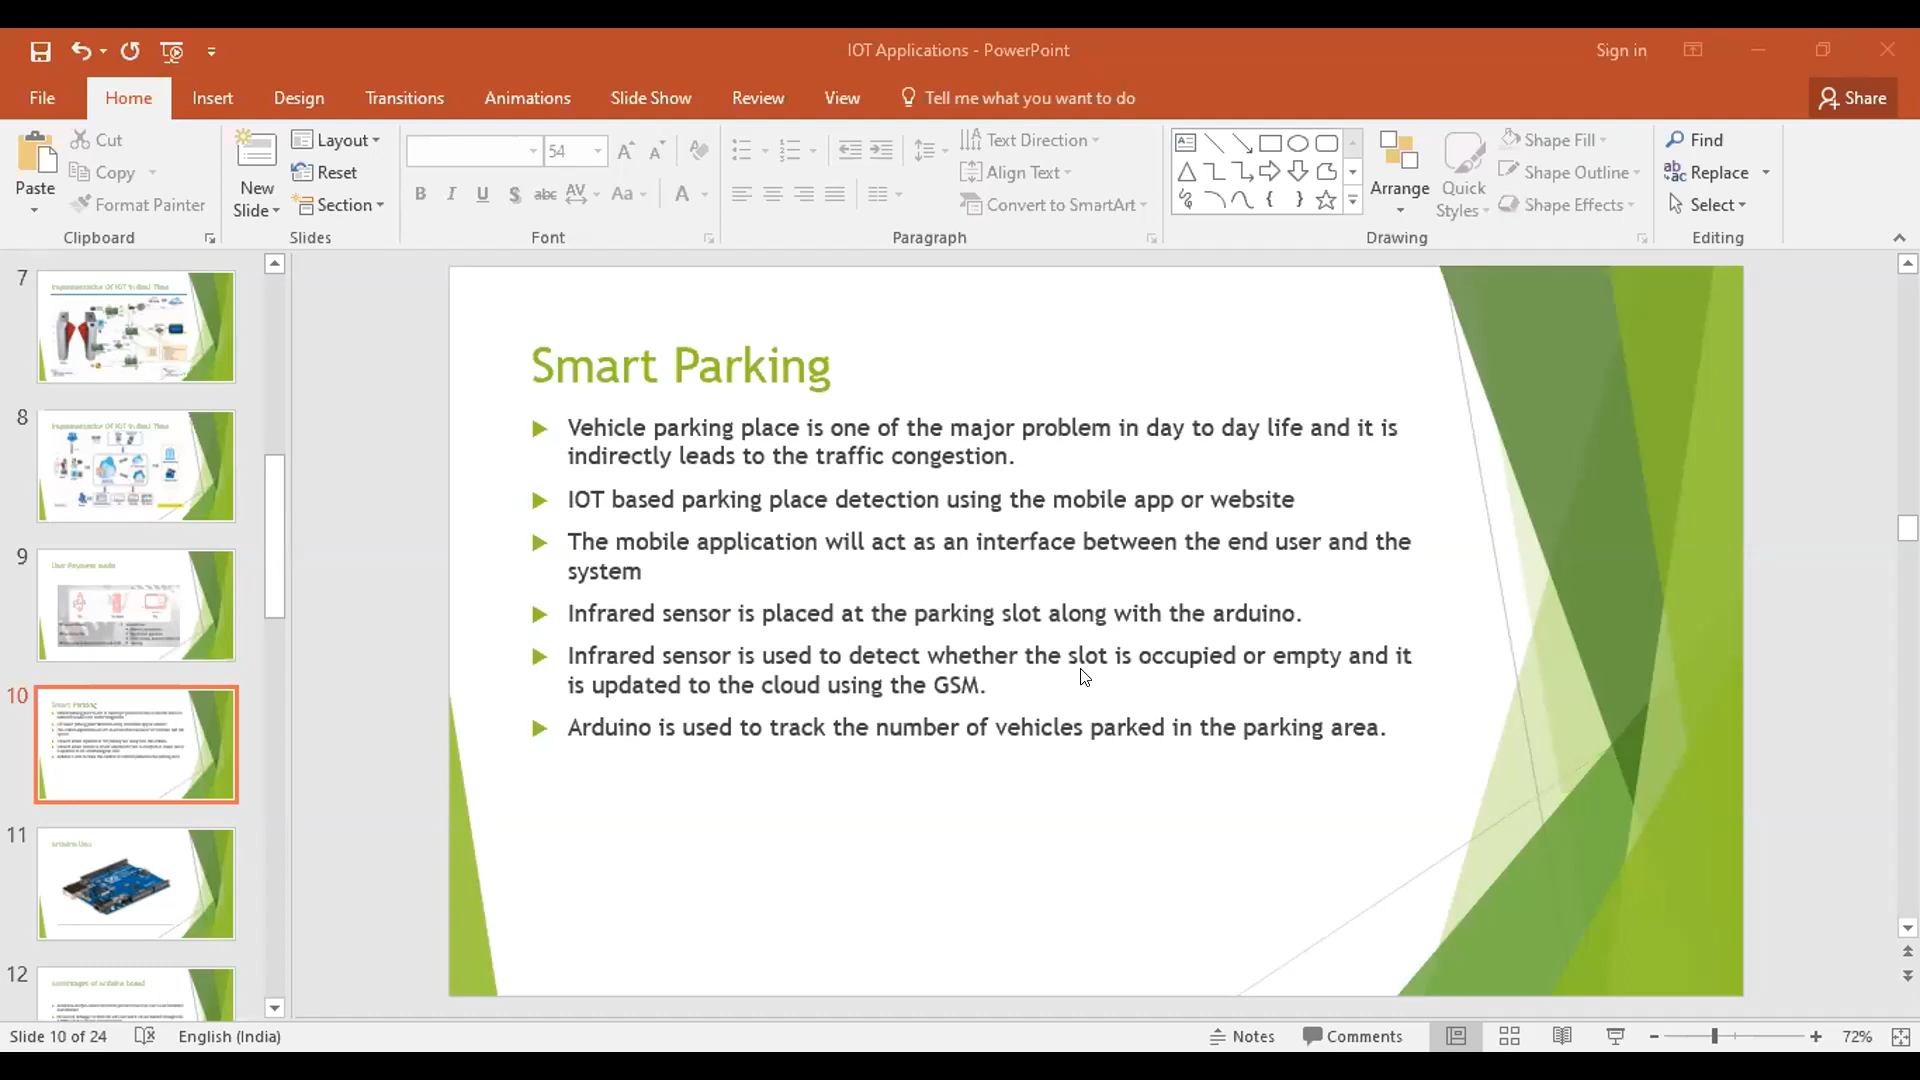 IOT Applications - PowerPoint
Sign in
File Home Insert Design Transitions Animations Slide Show Review View Tell me what you want to do Share
Paste
Cut
Copy
Format Painter
Clipboard
New Slide
Layout
Reset
Section
Slides
54
B I U S abc AV Aa A
Font
Text Direction
Align Text
Convert to SmartArt
Paragraph
Arrange
Quick Styles
Shape Fill
Shape Outline
Shape Effects
Drawing
Find
Replace
Select
Editing
7
8
9
10
Smart Parking
11
12
Smart Parking
Vehicle parking place is one of the major problem in day to day life and it is
indirectly leads to the traffic congestion.
IOT based parking place detection using the mobile app or website
The mobile application will act as an interface between the end user and the
system
Infrared sensor is placed at the parking slot along with the arduino.
Infrared sensor is used to detect whether the slot is occupied or empty and it
is updated to the cloud using the GSM.
Arduino is used to track the number of vehicles parked in the parking area.
Slide 10 of 24 English (India) Notes Comments 72%